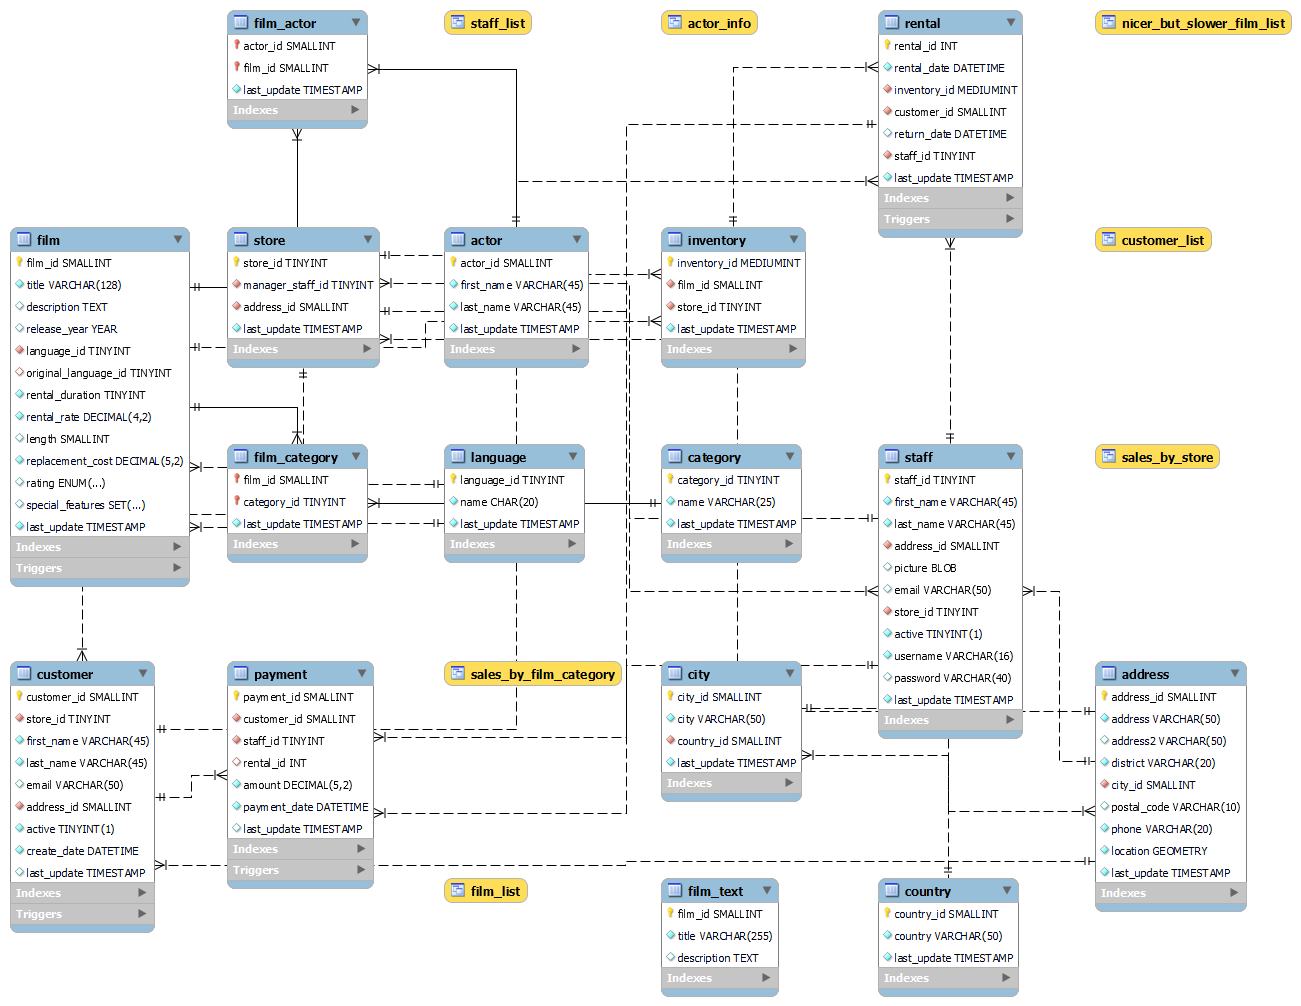 film_actor
actor_id SMALLINT
film_id SMALLINT
last_update TIMESTAMP
Indexes
staff_list
actor_info
rental
rental_id INT
rental_date DATETIME
inventory_id MEDIUMINT
customer_id SMALLINT
return_date DATETIME
staff_id TINYINT
last_update TIMESTAMP
Indexes
Triggers
nicer_but_slower_film_list
film
film_id SMALLINT
title VARCHAR(128)
description TEXT
release_year YEAR
language_id TINYINT
original_language_id TINYINT
rental_duration TINYINT
rental_rate DECIMAL(4,2)
length SMALLINT
replacement_cost DECIMAL(5,2)
rating ENUM(...)
special_features SET(...)
last_update TIMESTAMP
Indexes
Triggers
store
store_id TINYINT
manager_staff_id TINYINT
address_id SMALLINT
last_update TIMESTAMP
Indexes
actor
actor_id SMALLINT
first_name VARCHAR(45)
last_name VARCHAR(45)
last_update TIMESTAMP
Indexes
inventory
inventory_id MEDIUMINT
film_id SMALLINT
store_id TINYINT
last_update TIMESTAMP
Indexes
customer_list
film_category
film_id SMALLINT
category_id TINYINT
last_update TIMESTAMP
Indexes
language
language_id TINYINT
name CHAR(20)
last_update TIMESTAMP
Indexes
category
category_id TINYINT
name VARCHAR(25)
last_update TIMESTAMP
Indexes
staff
staff_id TINYINT
first_name VARCHAR(45)
last_name VARCHAR(45)
address_id SMALLINT
picture BLOB
email VARCHAR(50)
store_id TINYINT
active TINYINT(1)
username VARCHAR(16)
password VARCHAR(40)
last_update TIMESTAMP
Indexes
sales_by_store
customer
customer_id SMALLINT
store_id TINYINT
first_name VARCHAR(45)
last_name VARCHAR(45)
email VARCHAR(50)
address_id SMALLINT
active TINYINT(1)
create_date DATETIME
last_update TIMESTAMP
Indexes
Triggers
payment
payment_id SMALLINT
customer_id SMALLINT
staff_id TINYINT
rental_id INT
amount DECIMAL(5,2)
payment_date DATETIME
last_update TIMESTAMP
Indexes
Triggers
sales_by_film_category
city
city_id SMALLINT
city VARCHAR(50)
country_id SMALLINT
last_update TIMESTAMP
Indexes
address
address_id SMALLINT
address VARCHAR(50)
address2 VARCHAR(50)
district VARCHAR(20)
city_id SMALLINT
postal_code VARCHAR(10)
phone VARCHAR(20)
location GEOMETRY
last_update TIMESTAMP
Indexes
film_list
film_text
film_id SMALLINT
title VARCHAR(255)
description TEXT
Indexes
country
country_id SMALLINT
country VARCHAR(50)
last_update TIMESTAMP
Indexes